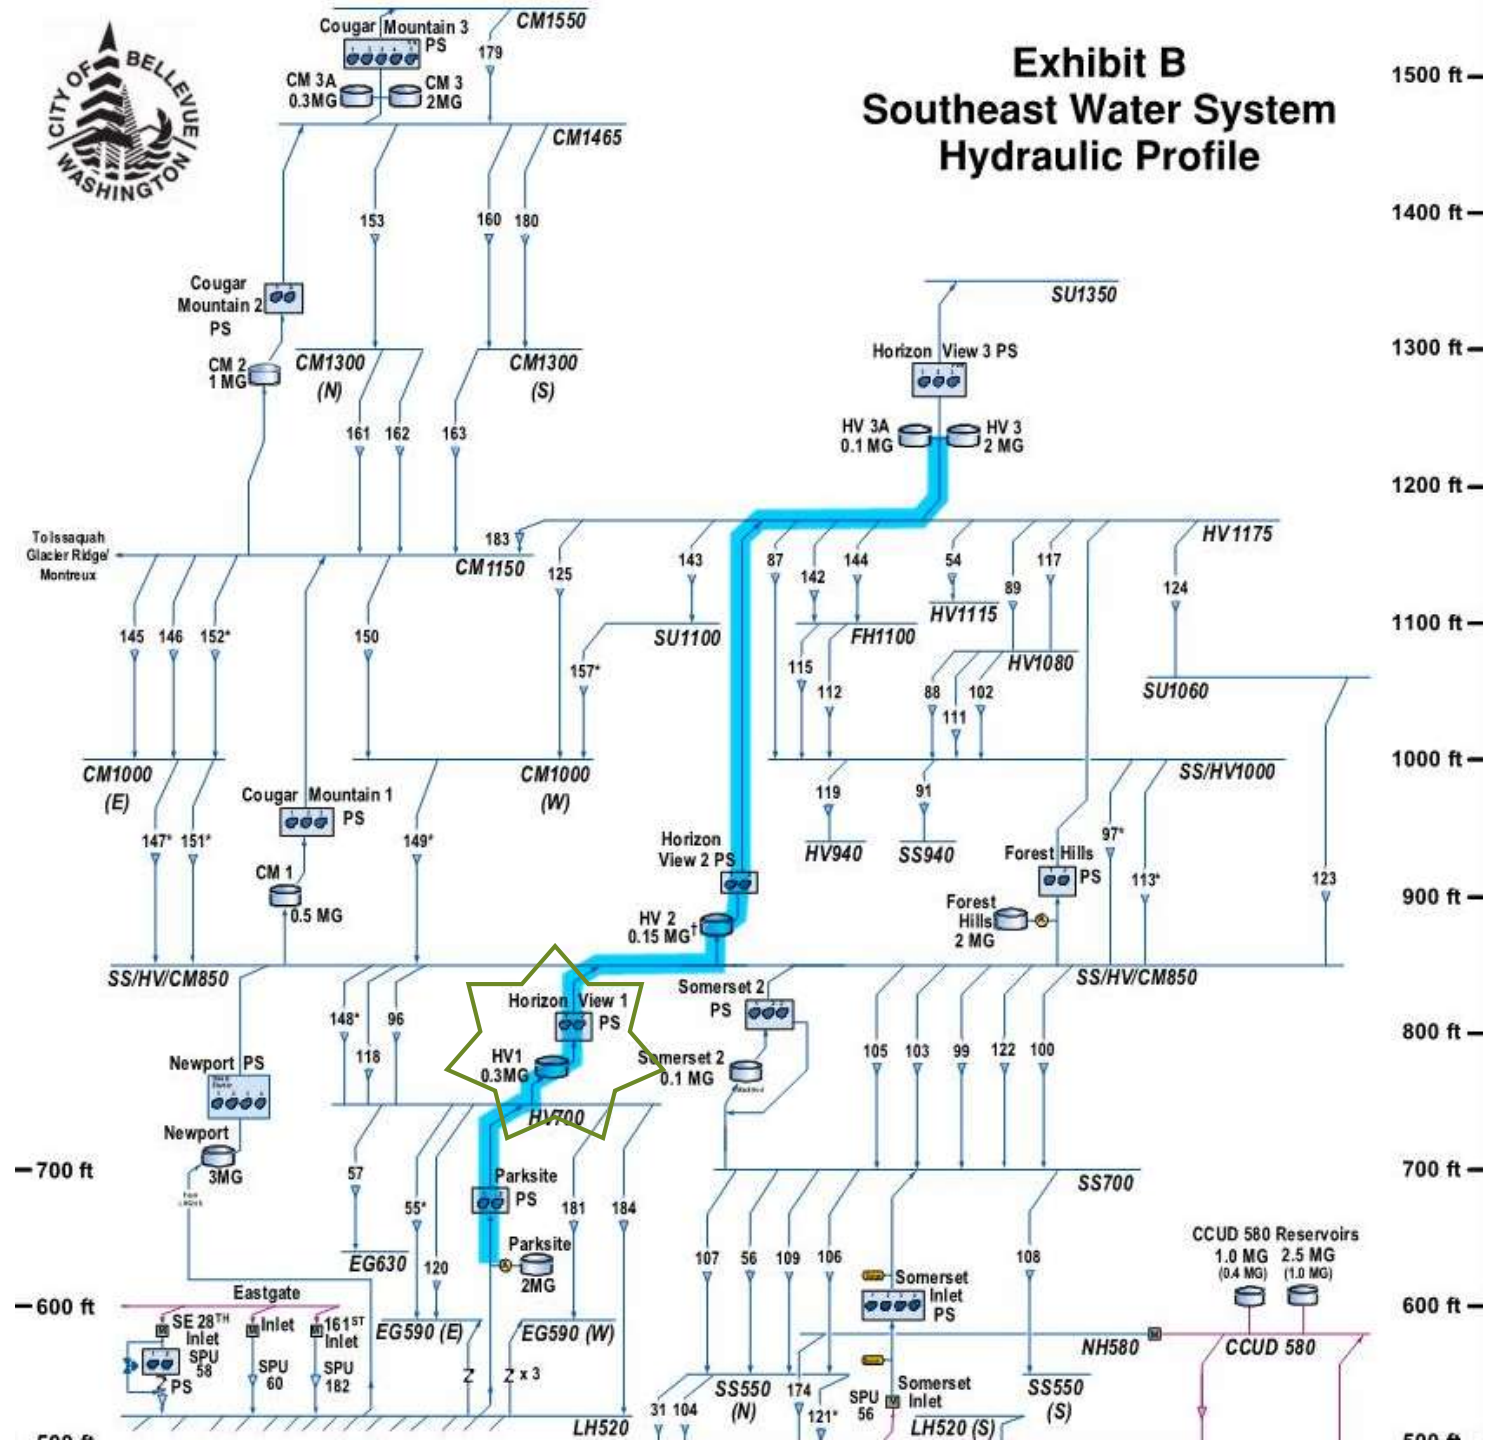 CITY OF BELLEVUE
WASHINGTON
Exhibit B
Southeast Water System
Hydraulic Profile
1500 ft
1400 ft
1300 ft
1200 ft
1100 ft
1000 ft
900 ft
800 ft
700 ft
600 ft
700 ft
600 ft
CM1550
Cougar Mountain 3
PS
CM 3A
0.3MG
CM 3
2MG
179
CM1465
153
160
180
Cougar
Mountain 2
PS
CM 2
1 MG
CM1300
(N)
CM1300
(S)
161
162
163
SU1350
Horizon View 3 PS
HV 3A
0.1 MG
HV 3
2 MG
To Issaquah
Glacier Ridge/
Montreux
183
CM1150
HV1175
125
143
87
142
144
54
89
117
124
145
146
152*
150
SU1100
157*
FH1100
HV1115
HV1080
115
112
88
111
102
SU1060
CM1000
(E)
CM1000
(W)
SS/HV1000
Cougar Mountain 1
PS
147*
151*
149*
119
91
97*
113*
123
HV940
SS940
Horizon
View 2 PS
Forest Hills
PS
CM 1
0.5 MG
HV 2
0.15 MG†
Forest
Hills
2 MG
SS/HV/CM850
SS/HV/CM850
148*
118
96
Horizon View 1
PS
HV1
0.3MG
Somerset 2
PS
Somerset 2
0.1 MG
105
103
99
122
100
Newport PS
Newport
3MG
HV700
57
55*
120
Parksite
PS
181
184
Parksite
2MG
EG630
SS700
107
56
109
106
108
Somerset
Inlet
PS
CCUD 580 Reservoirs
1.0 MG
(0.4 MG)
2.5 MG
(1.0 MG)
Eastgate
SE 28TH
Inlet
SPU
58
PS
Inlet
SPU
60
161ST
Inlet
SPU
182
EG590 (E)
EG590 (W)
Z
Z x 3
NH580
CCUD 580
LH520
SS550
(N)
31
104
174
121*
SPU
56
Somerset
Inlet
SS550
(S)
LH520 (S)
500 ft
500 ft